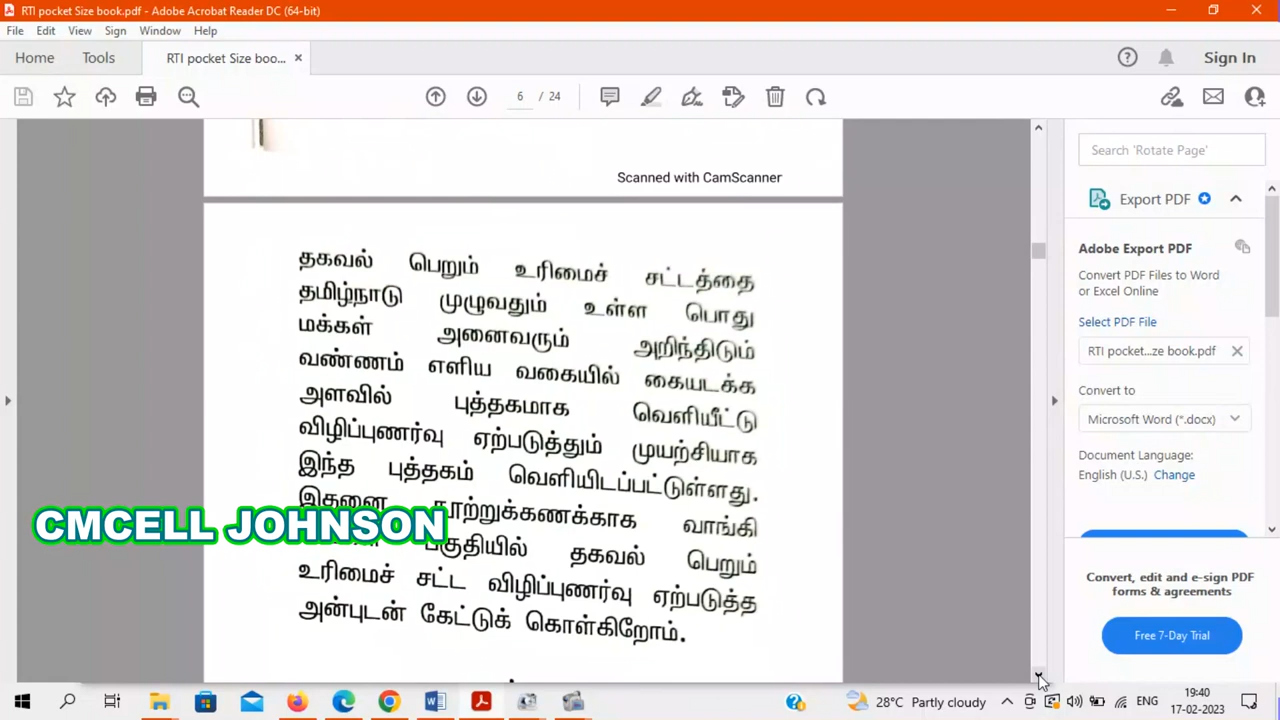 RTI pocket Size book.pdf - Adobe Acrobat Reader DC (64-bit)
File Edit View Sign Window Help
Home Tools RTI pocket Size boo... Sign In
6 / 24
Search 'Rotate Page'
Scanned with CamScanner
Export PDF
தகவல் பெறும் உரிமைச் சட்டத்தை
தமிழ்நாடு முழுவதும் உள்ள பொது
மக்கள் அனைவரும் அறிந்திடும்
வண்ணம் எளிய வகையில் கையடக்க
அளவில் புத்தகமாக வெளியீட்டு
விழிப்புணர்வு ஏற்படுத்தும் முயற்சியாக
இந்த புத்தகம் வெளியிடப்பட்டுள்ளது.
இதனை நூற்றுக்கணக்காக வாங்கி
பகுதியில் தகவல் பெறும்
உரிமைச் சட்ட விழிப்புணர்வு ஏற்படுத்த
அன்புடன் கேட்டுக் கொள்கிறோம்.
CMCELL JOHNSON
Adobe Export PDF
Convert PDF Files to Word
or Excel Online
Select PDF File
RTI pocket...ze book.pdf
Convert to
Microsoft Word (*.docx)
Document Language:
English (U.S.) Change
Convert, edit and e-sign PDF
forms & agreements
Free 7-Day Trial
28°C Partly cloudy ENG 19:40
17-02-2023